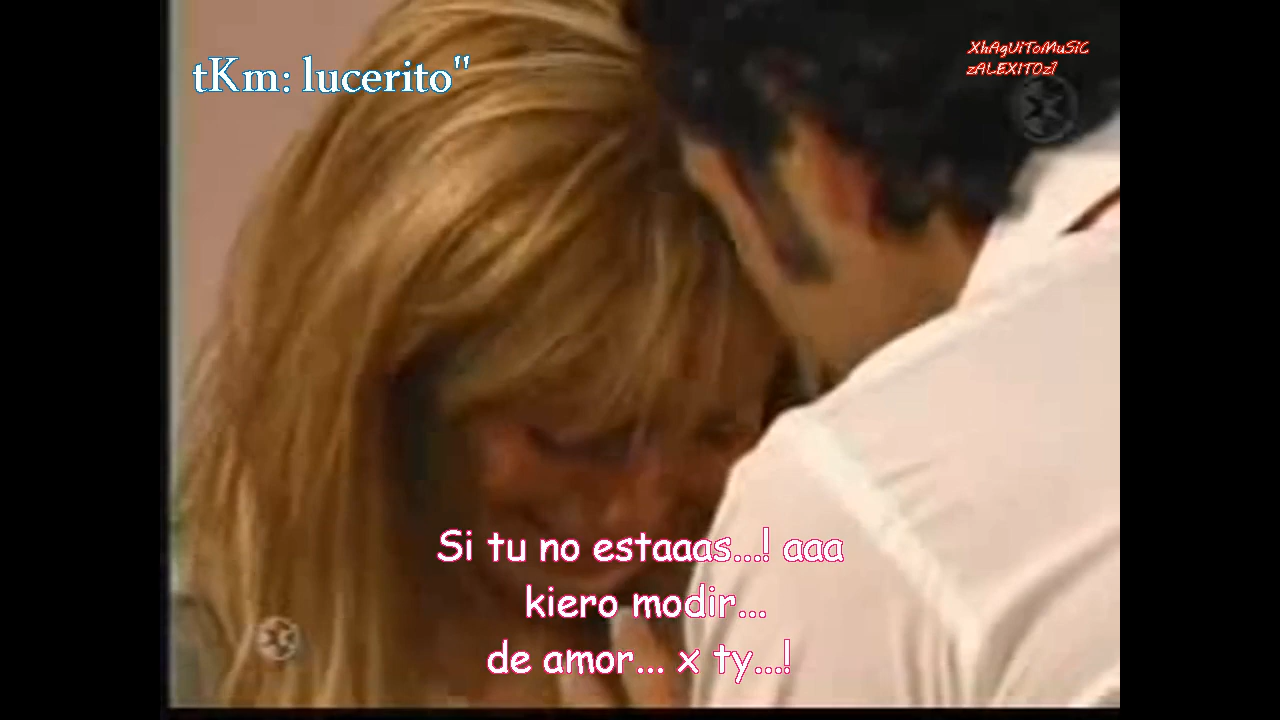 tKm: lucerito"
XhAgUiToMuSiC
zALEXITOz1
Si tu no estaaas...! aaa
kiero modir...
de amor... x ty...!